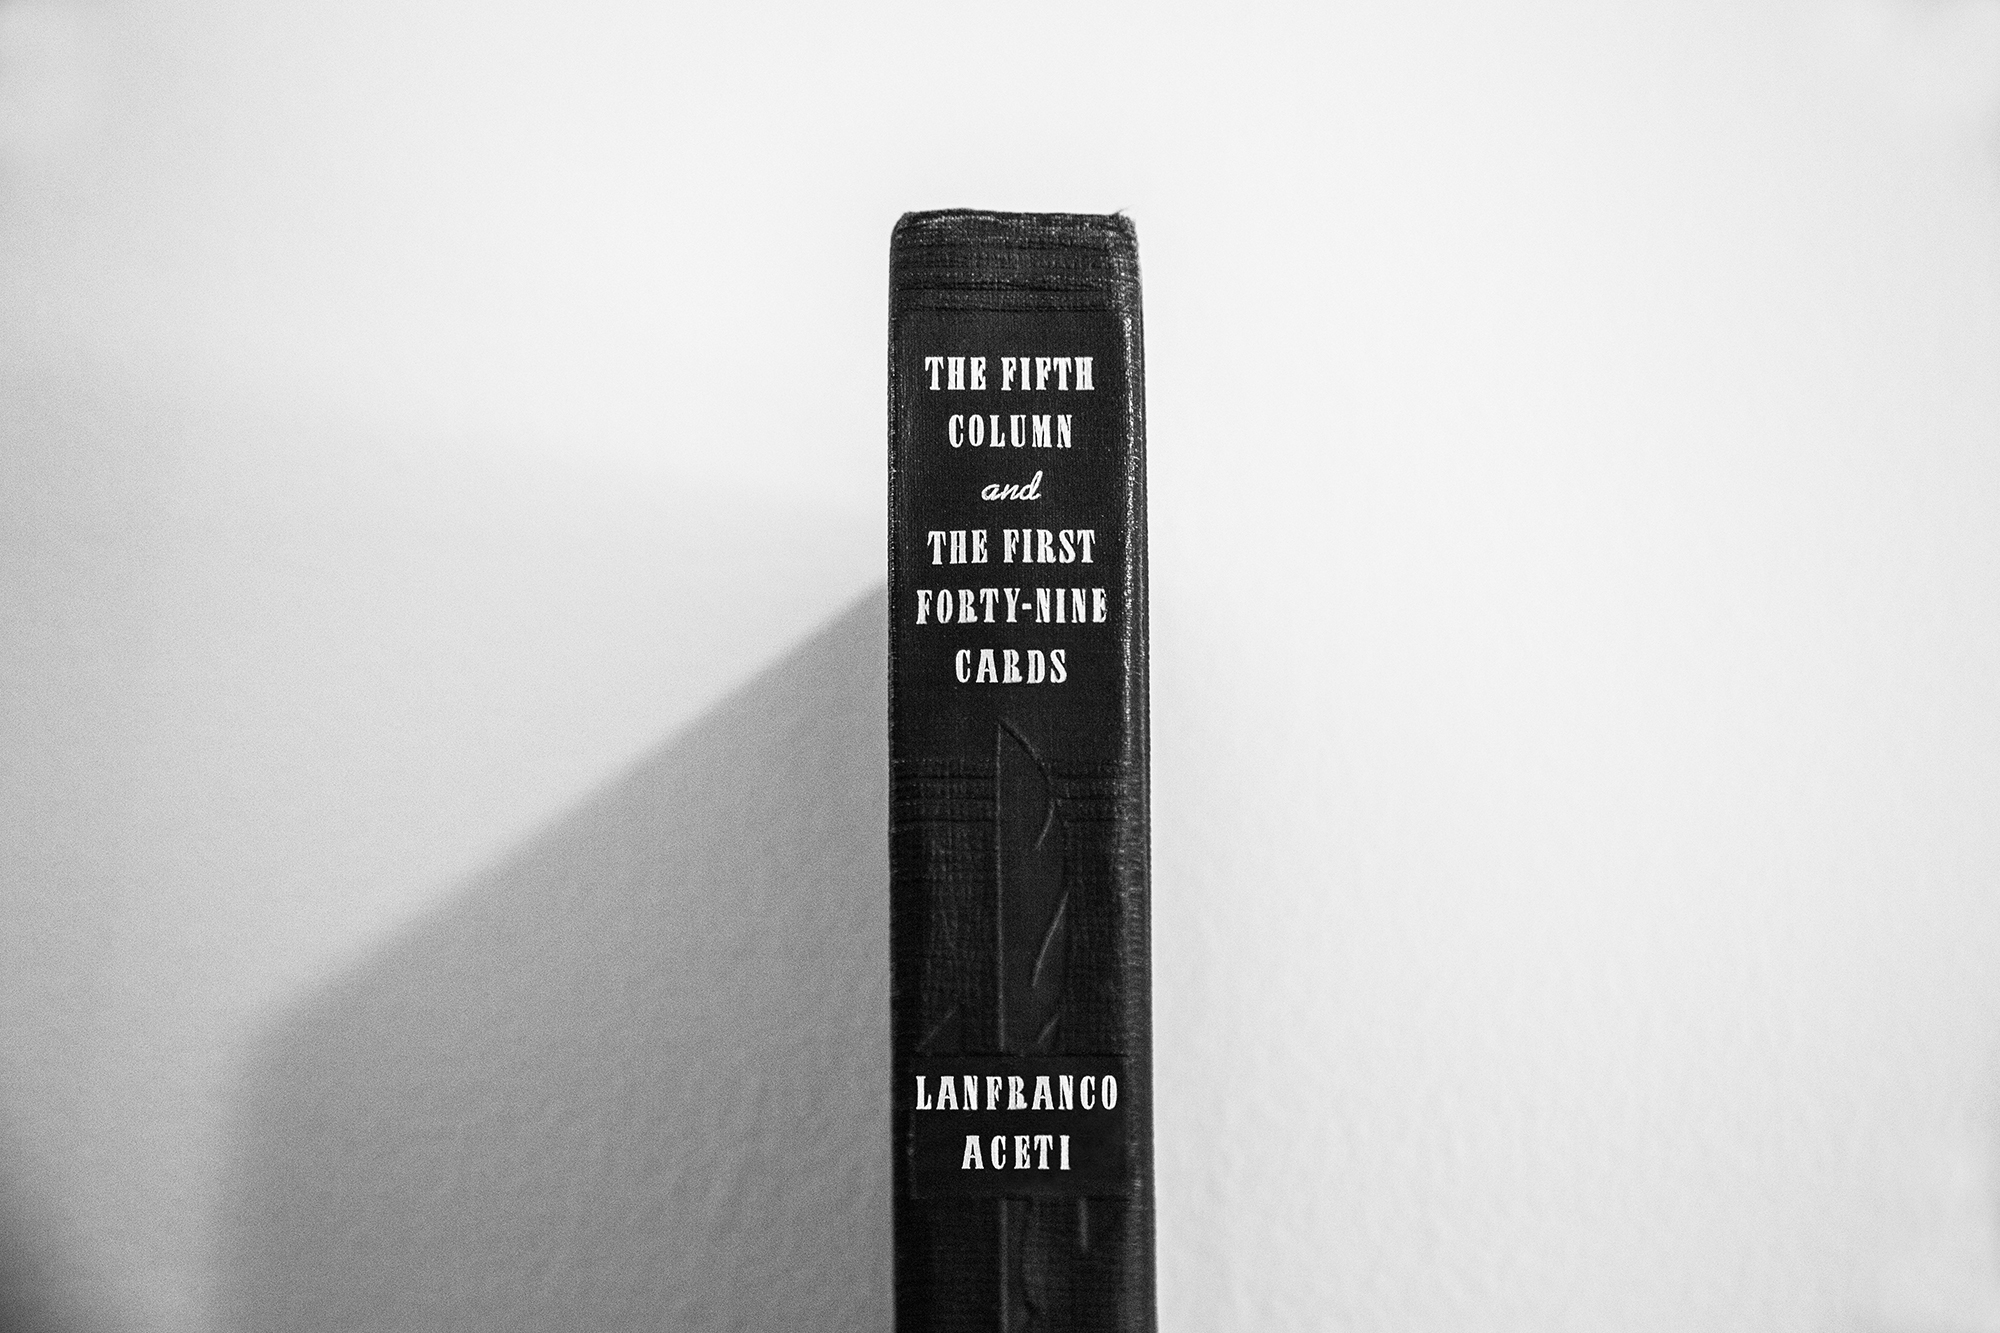 THE FIFTH
COLUMN
and
THE FIRST
FORTY-NINE
CARDS
LANFRANCO
ACETI